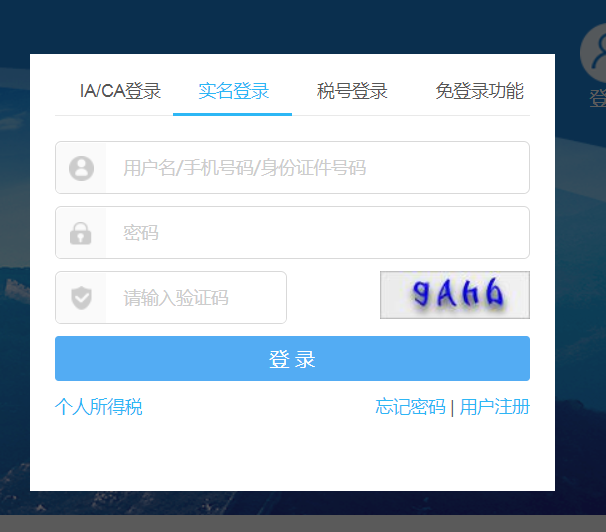 IA/CA登录 实名登录 税号登录 免登录功能
用户名/手机号码/身份证件号码
密码
请输入验证码
登录
个人所得税 忘记密码 | 用户注册
登